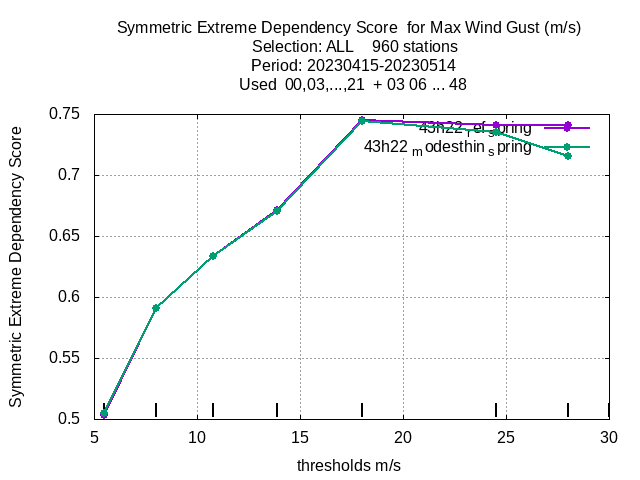 Symmetric Extreme Dependency Score  for Max Wind Gust (m/s)
Selection: ALL    960 stations
Period: 20230415-20230514
Used  00,03,...,21  + 03 06 ... 48
Symmetric Extreme Dependency Score
0.75
0.7
0.65
0.6
0.55
0.5
43h22_ref_spring
43h22_modesthin_spring
5
10
15
20
25
30
thresholds m/s